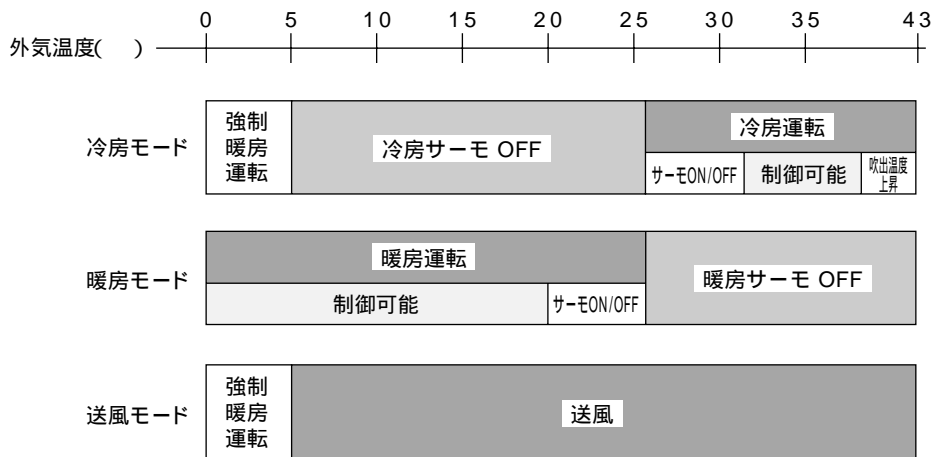 0 5 10 15 20 25 30 35 43
外気温度( )
冷房モード
強制
暖房
運転
冷房サーモ OFF
冷房運転
サーモON/OFF
制御可能
吹出温度
上昇
暖房モード
暖房運転
制御可能
サーモON/OFF
暖房サーモ OFF
送風モード
強制
暖房
運転
送風